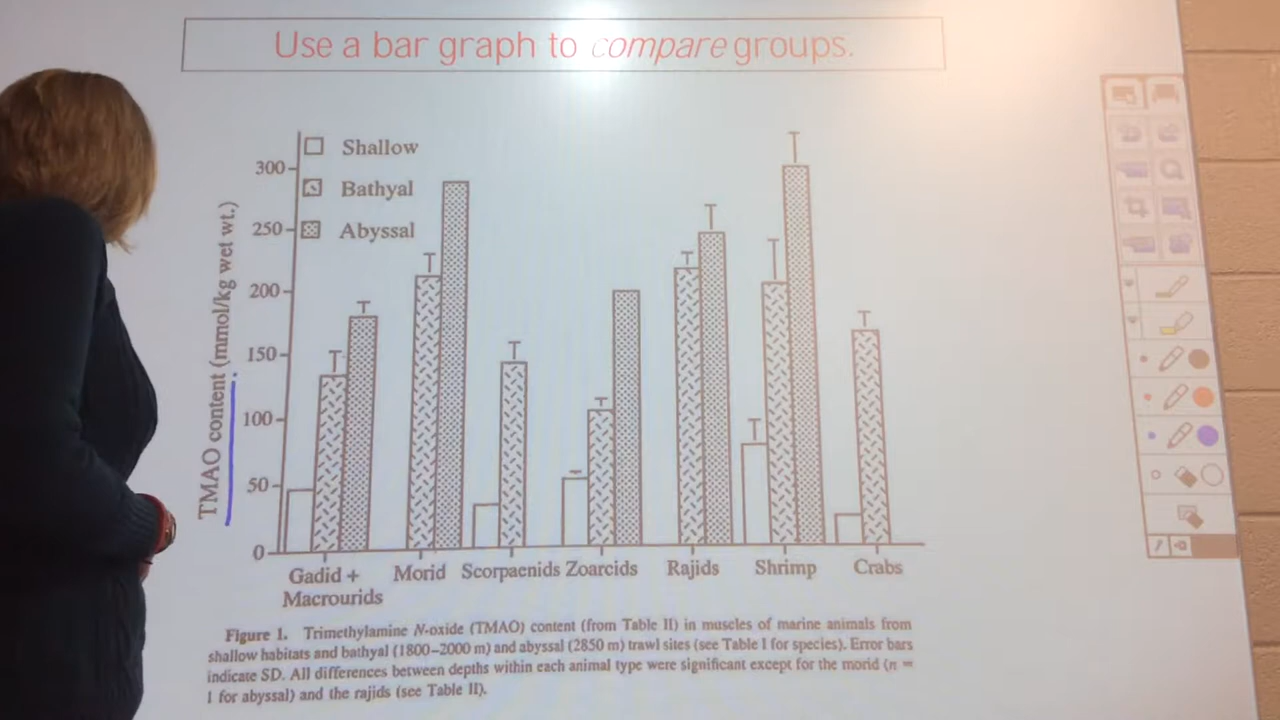 Use a bar graph to compare groups.
Shallow
Bathyal
Abyssal
300
250
200
150
100
50
0
TMAO content (mmol/kg wet wt.)
Gadid + Macrourids
Morid
Scorpaenids
Zoarcids
Rajids
Shrimp
Crabs
Figure 1. Trimethylamine N-oxide (TMAO) content (from Table II) in muscles of marine animals from
shallow habitats and bathyal (1800–2000 m) and abyssal (2850 m) trawl sites (see Table I for species). Error bars
indicate SD. All differences between depths within each animal type were significant except for the morid (n =
1 for abyssal) and the rajids (see Table II).